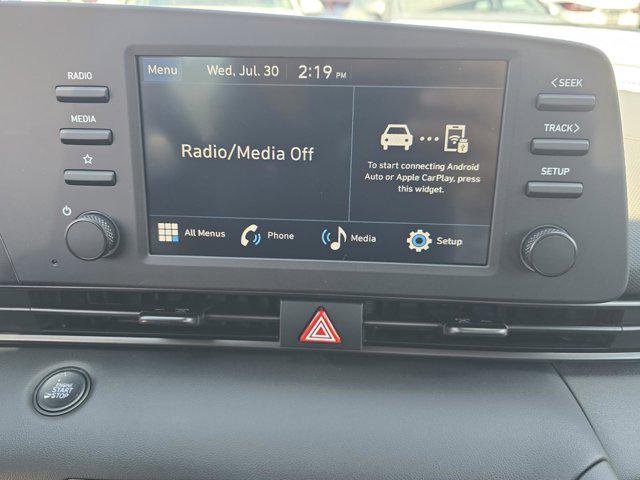 RADIO
MEDIA
Menu
Wed, Jul. 30
2:19 PM
Radio/Media Off
To start connecting Android
Auto or Apple CarPlay, press
this widget.
All Menus
Phone
Media
Setup
<SEEK
TRACK>
SETUP
ENGINE
START
STOP